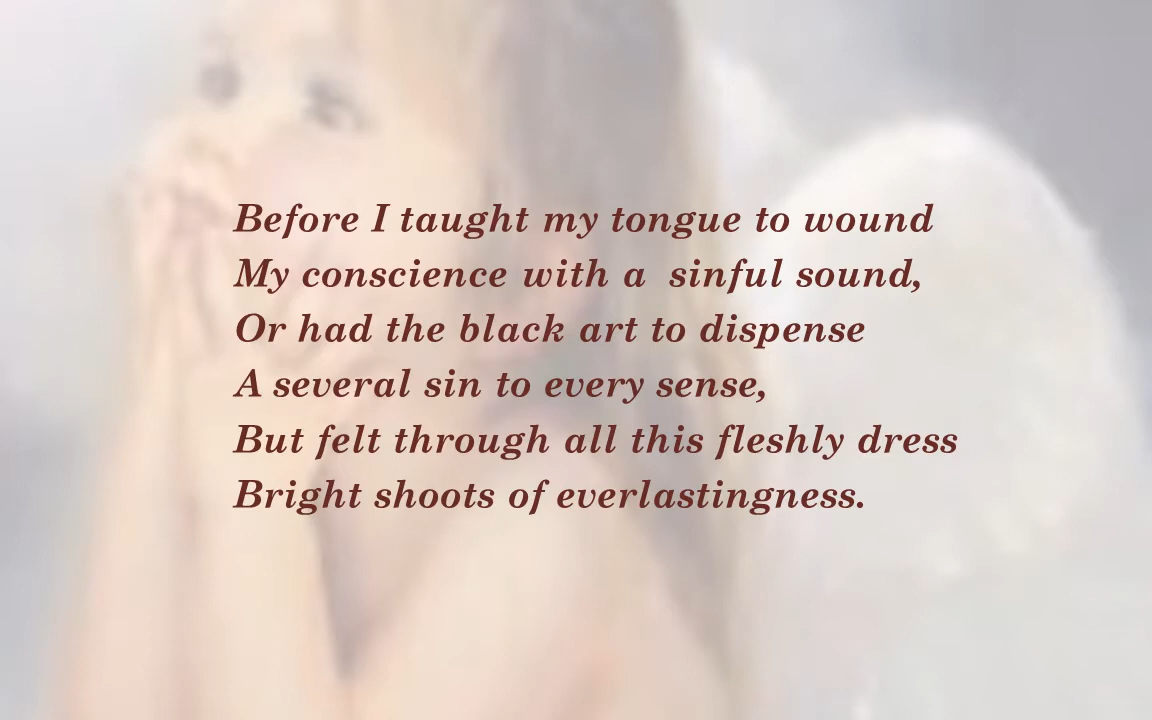 Before I taught my tongue to wound
My conscience with a  sinful sound,
Or had the black art to dispense
A several sin to every sense,
But felt through all this fleshly dress
Bright shoots of everlastingness.